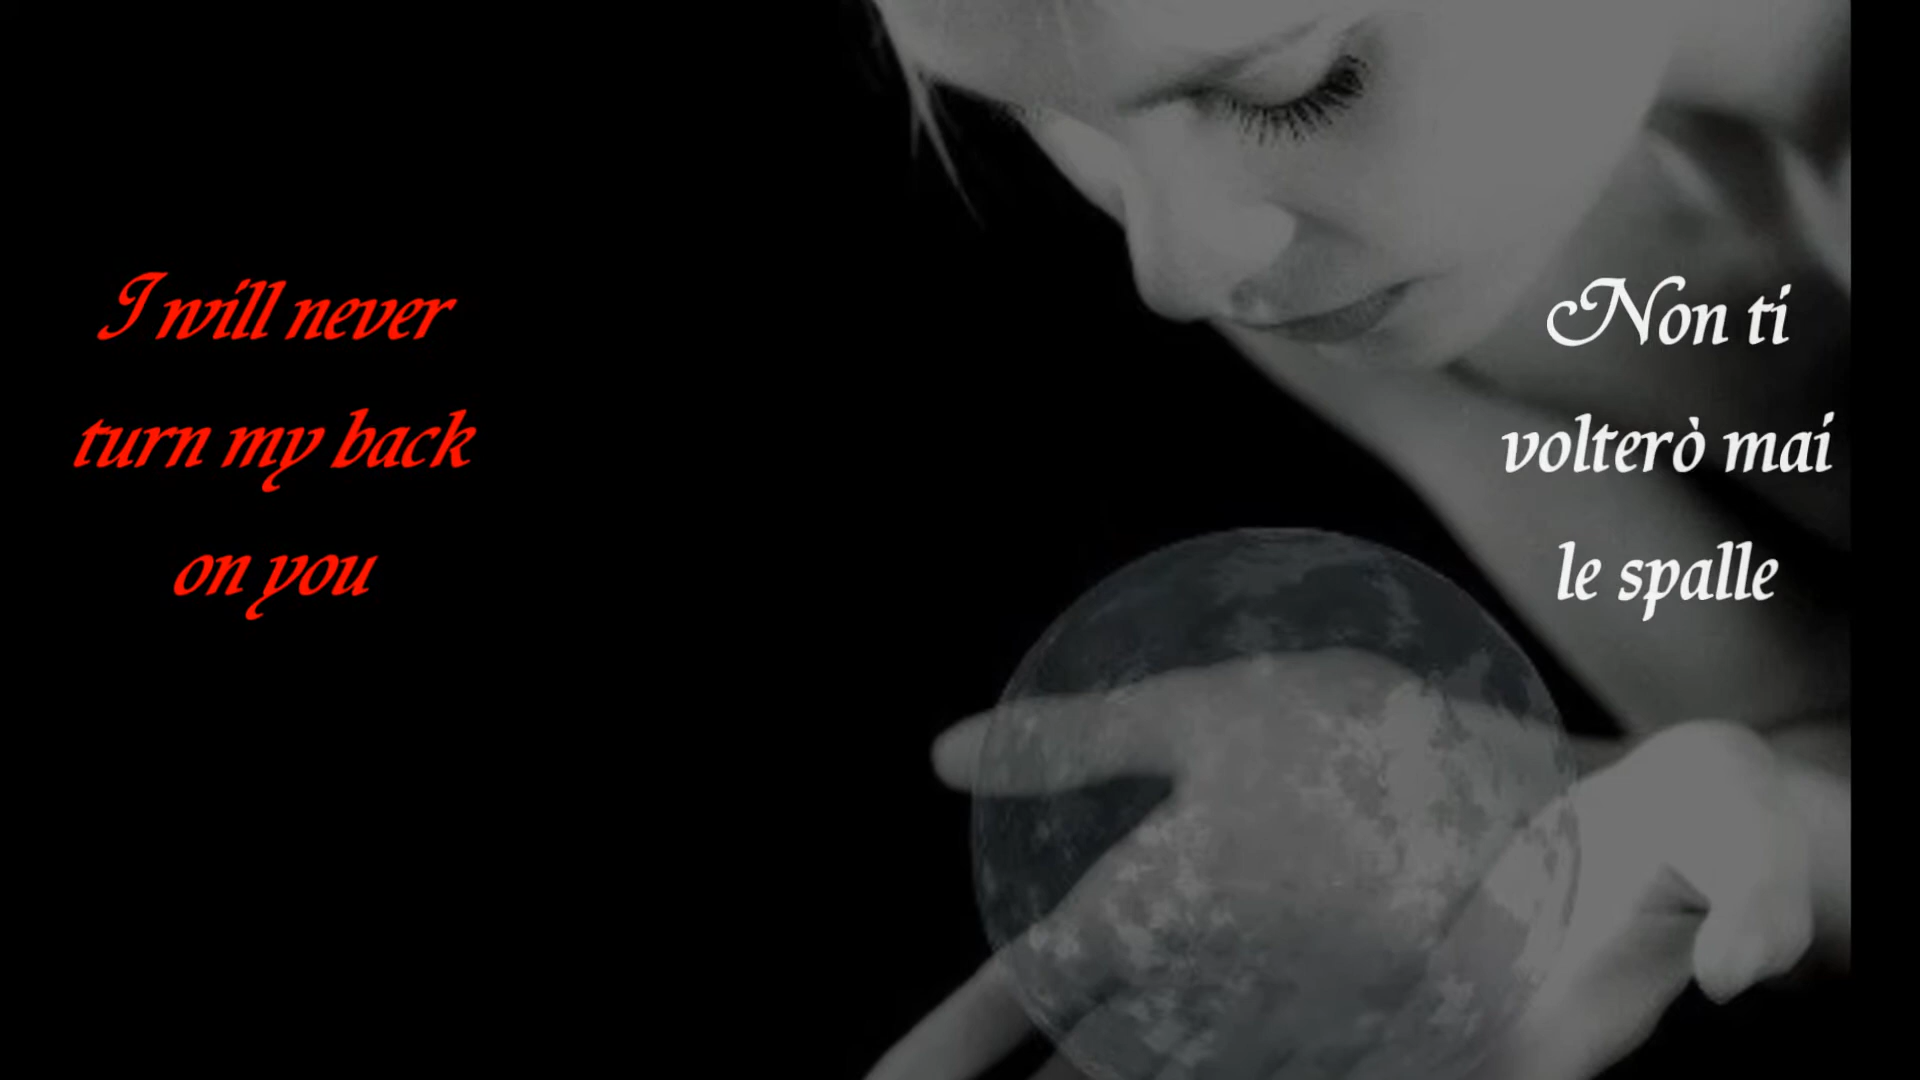 I will never
turn my back
on you
Non ti
volterò mai
le spalle